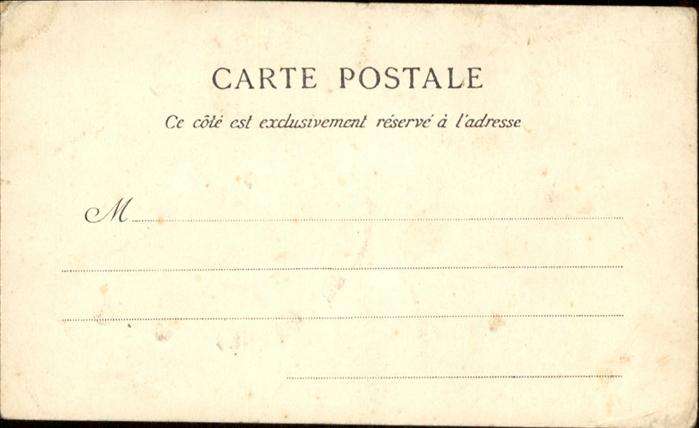 CARTE POSTALE
Ce côté est exclusivement réservé à l'adresse
M